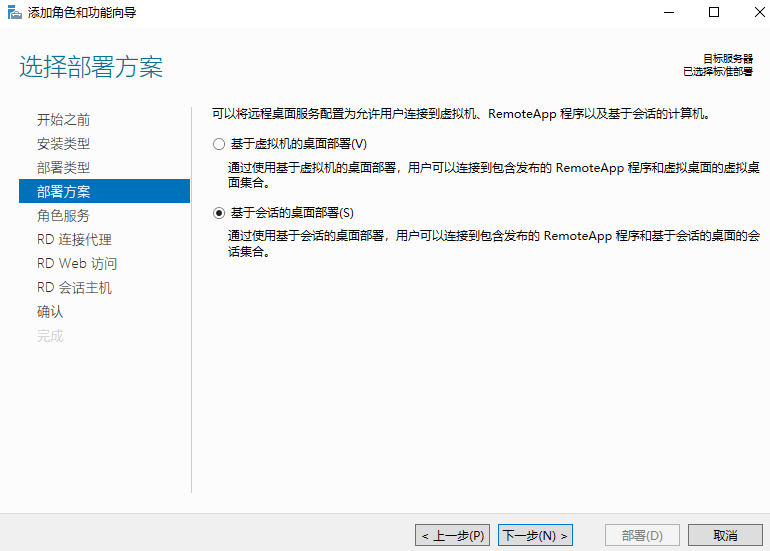 添加角色和功能向导
选择部署方案
目标服务器
已选择标准部署
开始之前
安装类型
部署类型
部署方案
角色服务
RD 连接代理
RD Web 访问
RD 会话主机
确认
完成
可以将远程桌面服务配置为允许用户连接到虚拟机、RemoteApp 程序以及基于会话的计算机。
基于虚拟机的桌面部署(V)
通过使用基于虚拟机的桌面部署，用户可以连接到包含发布的 RemoteApp 程序和虚拟桌面的虚拟桌
面集合。
基于会话的桌面部署(S)
通过使用基于会话的桌面部署，用户可以连接到包含发布的 RemoteApp 程序和基于会话的桌面的会
话集合。
< 上一步(P)
下一步(N) >
部署(D)
取消